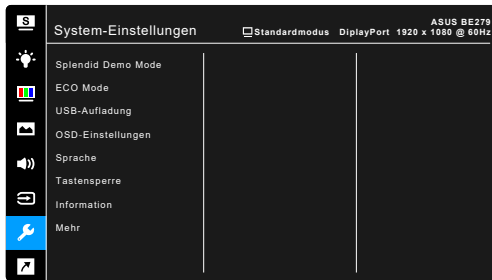 S
System-Einstellungen
Standardmodus DiplayPort 1920 x 1080 @ 60Hz
ASUS BE279
Splendid Demo Mode
ECO Mode
USB-Aufladung
OSD-Einstellungen
Sprache
Tastensperre
Information
Mehr